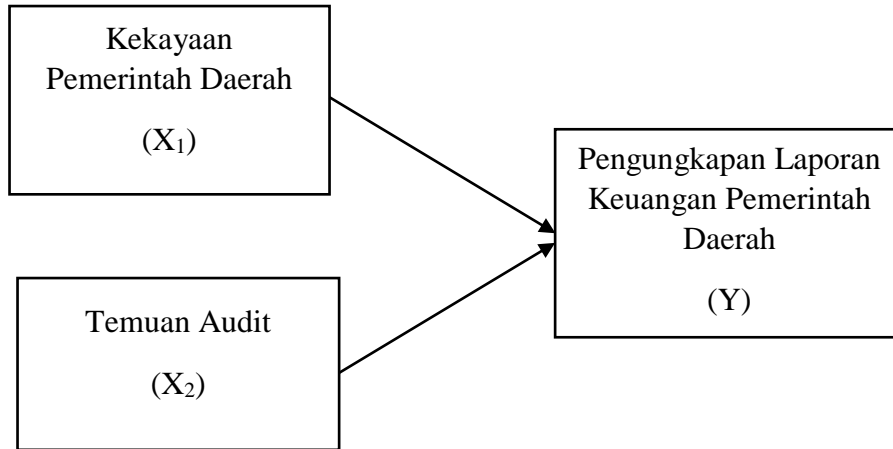 Kekayaan
Pemerintah Daerah
(X₁)
Pengungkapan Laporan
Keuangan Pemerintah
Daerah
(Y)
Temuan Audit
(X₂)